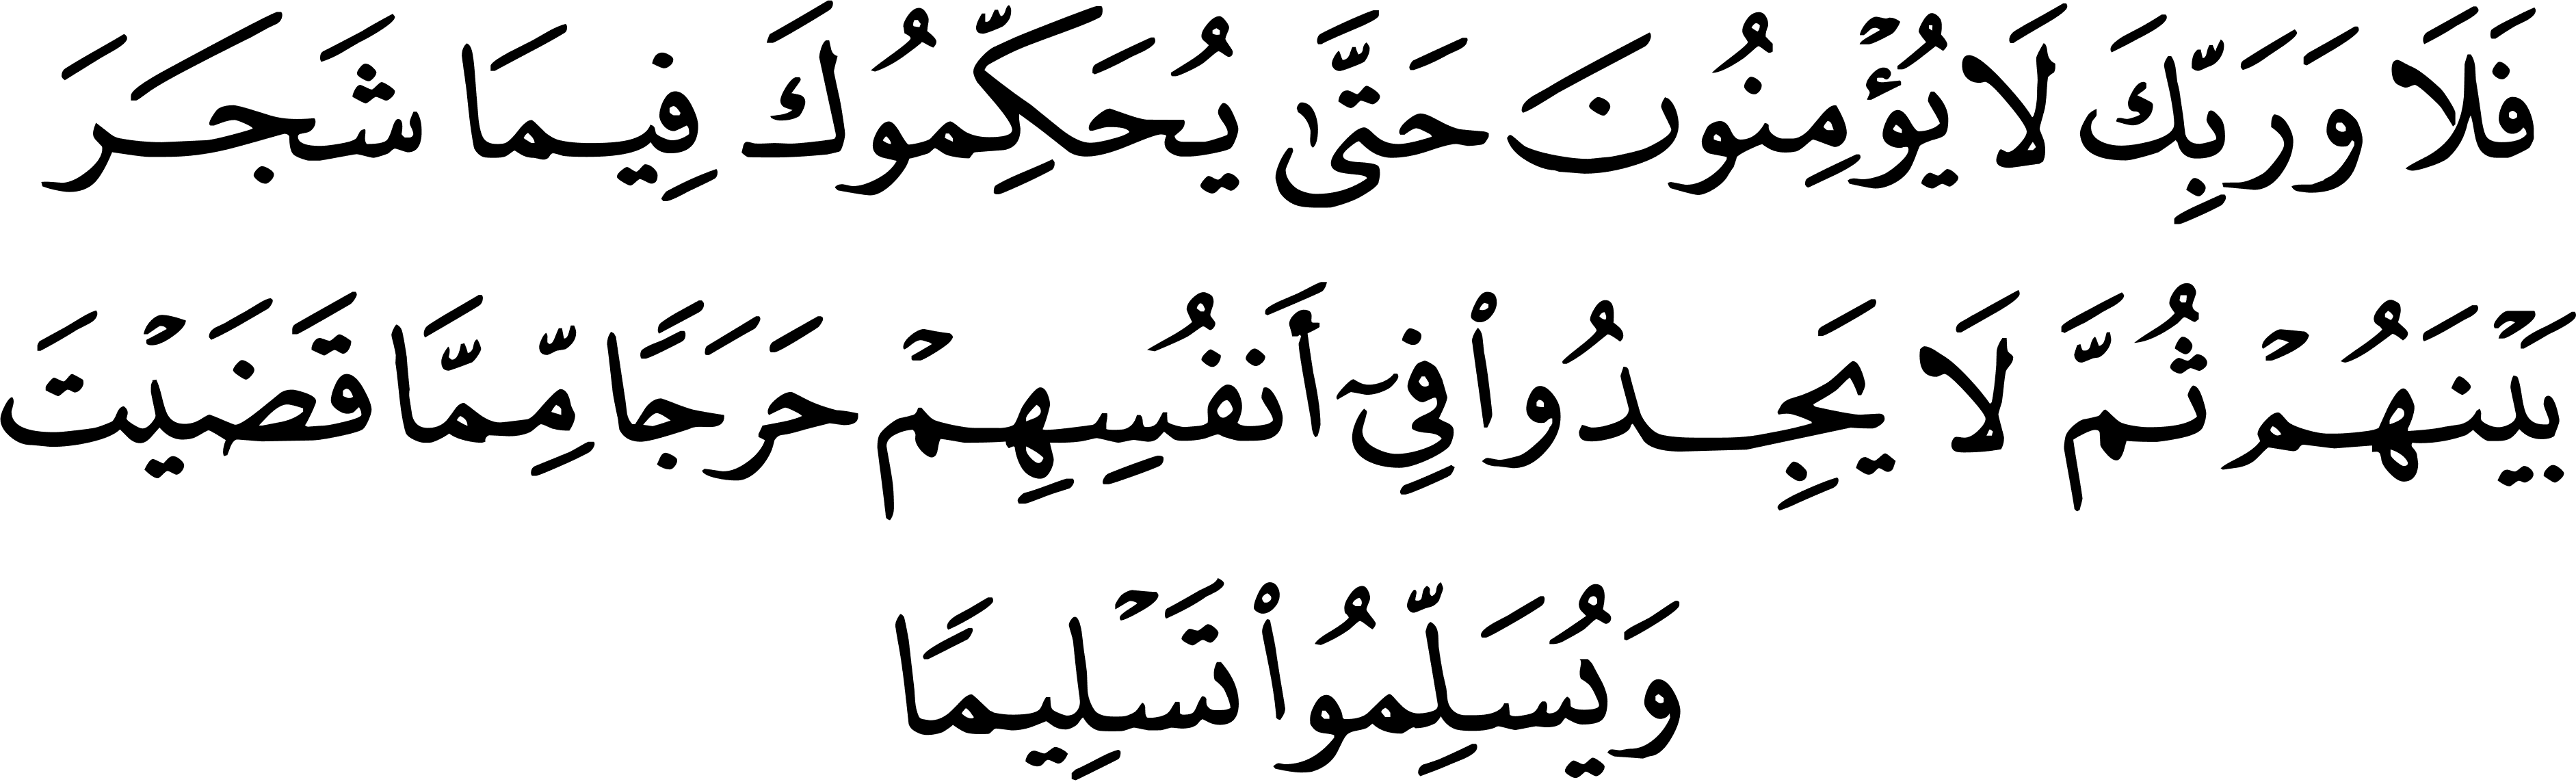 فَلَا وَرَبِّكَ لَا يُؤْمِنُونَ حَتَّىٰ يُحَكِّمُوكَ فِيمَا شَجَرَ
بَيْنَهُمْ ثُمَّ لَا يَجِدُوا۟ فِىٓ أَنفُسِهِمْ حَرَجًا مِّمَّا قَضَيْتَ
وَيُسَلِّمُوا۟ تَسْلِيمًا